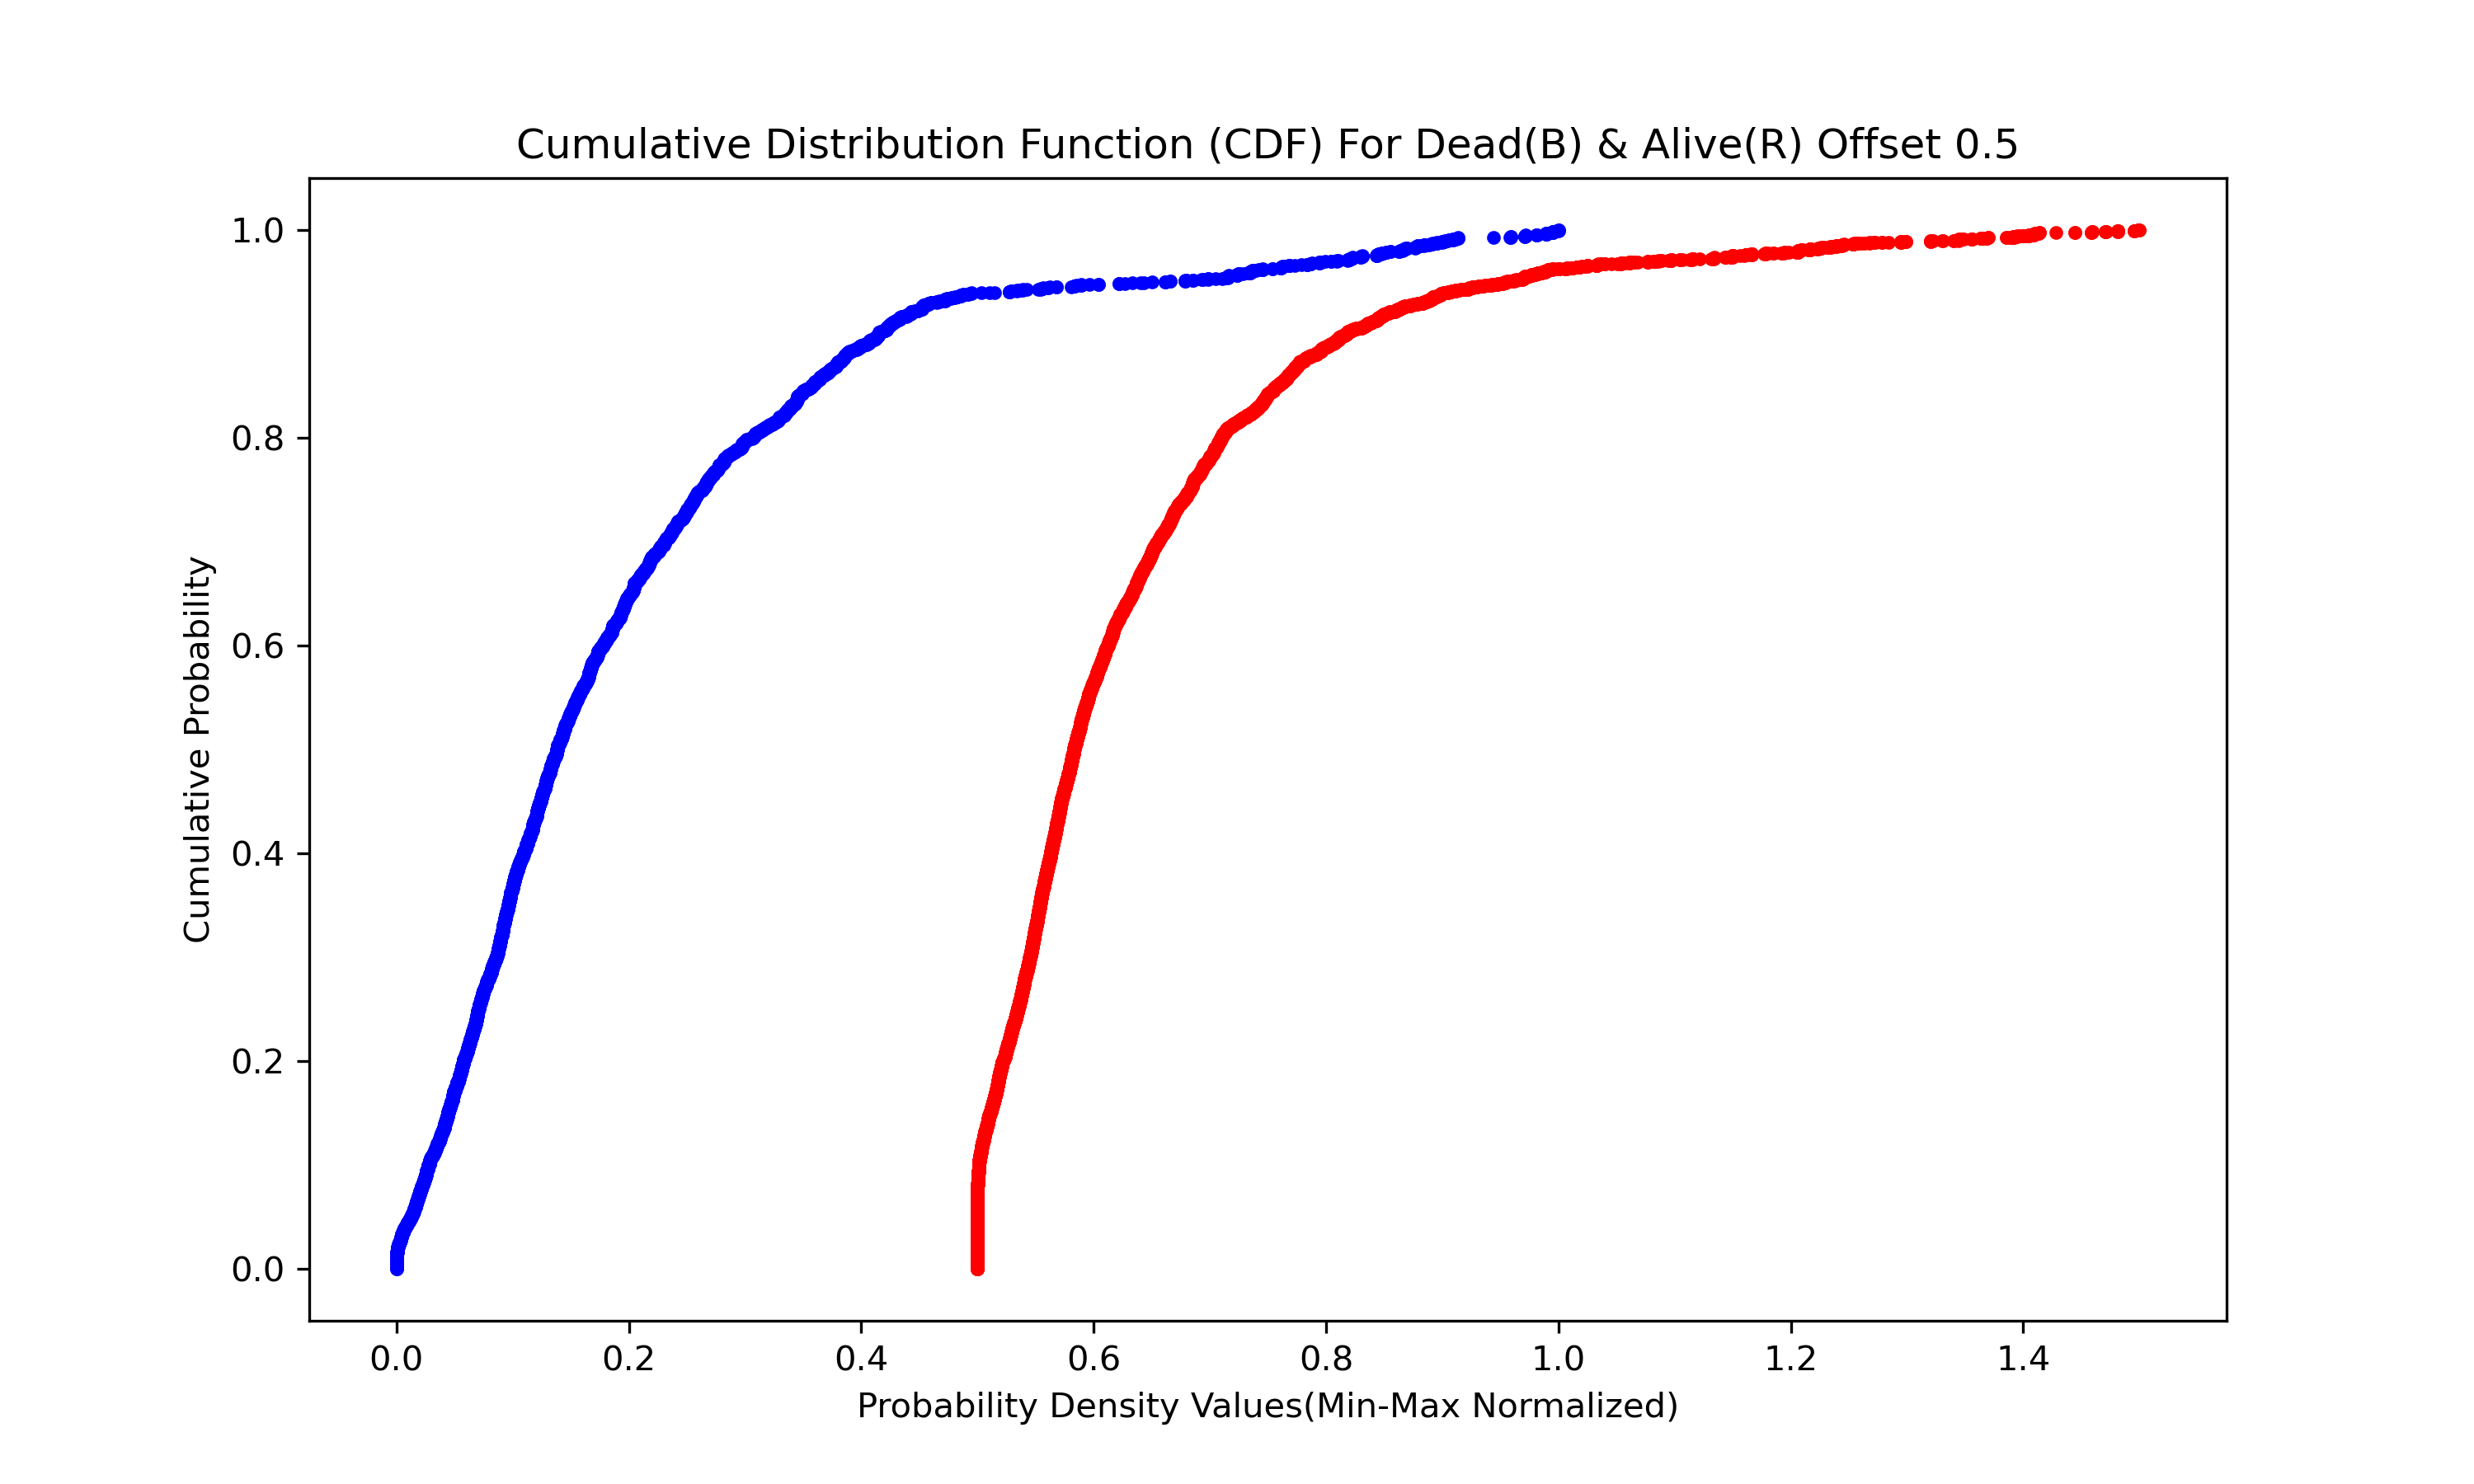 Cumulative Distribution Function (CDF) For Dead(B) & Alive(R) Offset 0.5
1.0
0.8
0.6
0.4
0.2
0.0
Cumulative Probability
0.0 0.2 0.4 0.6 0.8 1.0 1.2 1.4
Probability Density Values(Min-Max Normalized)